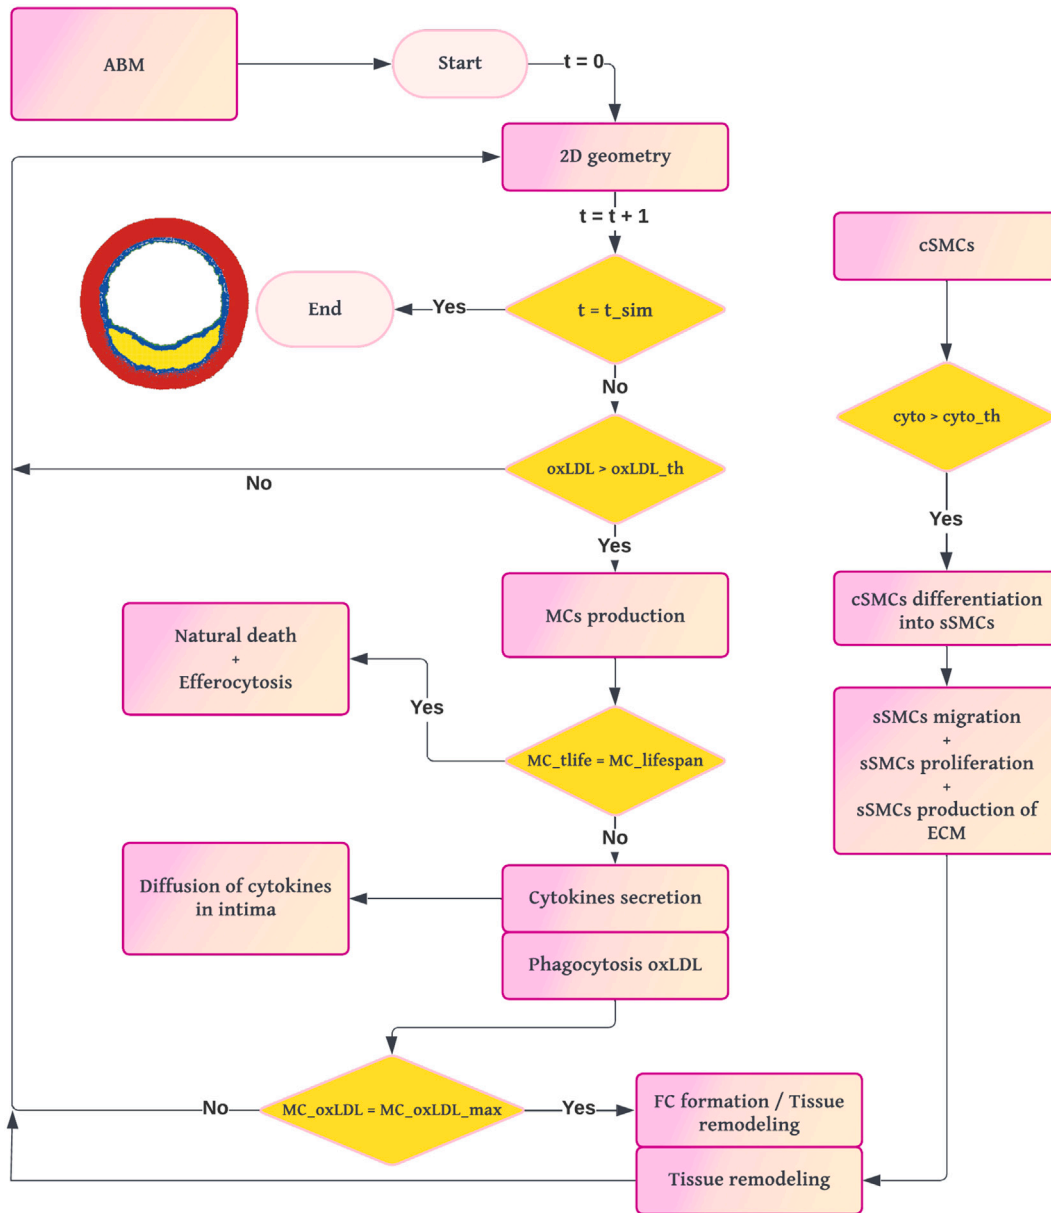 ABM
Start
t = 0
2D geometry
t = t + 1
cSMCs
t = t_sim
Yes
End
No
cyto > cyto_th
oxLDL > oxLDL_th
No
Yes
Yes
MCs production
cSMCs differentiation
into sSMCs
Natural death
+
Efferocytosis
Yes
MC_tlife = MC_lifespan
sSMCs migration
+
sSMCs proliferation
+
sSMCs production of
ECM
No
Diffusion of cytokines
in intima
Cytokines secretion
Phagocytosis oxLDL
No
MC_oxLDL = MC_oxLDL_max
Yes
FC formation / Tissue
remodeling
Tissue remodeling